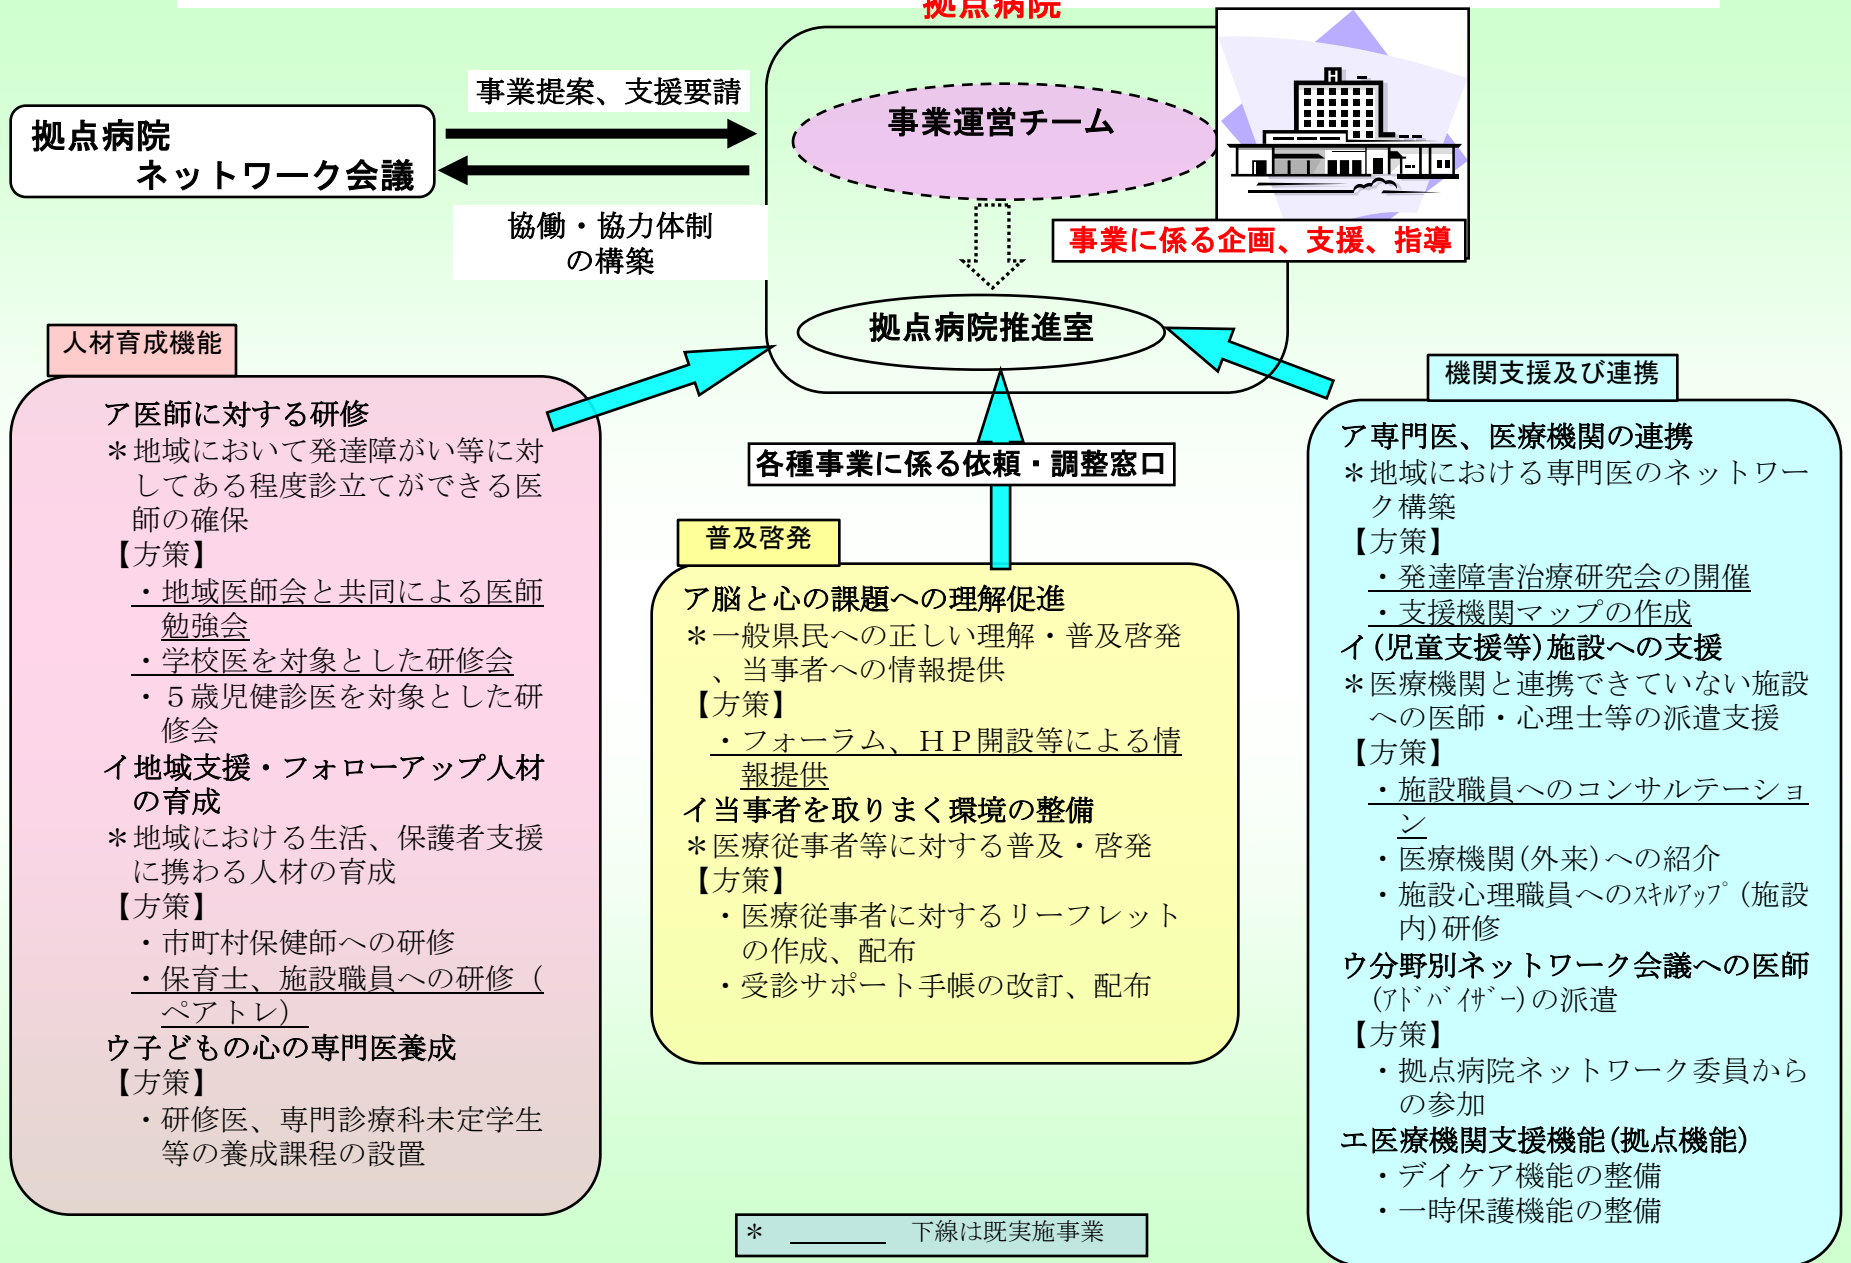 拠点病院
事業提案、支援要請
拠点病院
ネットワーク会議
協働・協力体制
の構築
事業運営チーム
H
事業に係る企画、支援、指導
拠点病院推進室
各種事業に係る依頼・調整窓口
人材育成機能
ア医師に対する研修
＊地域において発達障がい等に対
してある程度診立てができる医
師の確保
【方策】
・地域医師会と共同による医師
勉強会
・学校医を対象とした研修会
・５歳児健診医を対象とした研
修会
イ地域支援・フォローアップ人材
の育成
＊地域における生活、保護者支援
に携わる人材の育成
【方策】
・市町村保健師への研修
・保育士、施設職員への研修（
ペアトレ）
ウ子どもの心の専門医養成
【方策】
・研修医、専門診療科未定学生
等の養成課程の設置
普及啓発
ア脳と心の課題への理解促進
＊一般県民への正しい理解・普及啓発
、当事者への情報提供
【方策】
・フォーラム、ＨＰ開設等による情
報提供
イ当事者を取りまく環境の整備
＊医療従事者等に対する普及・啓発
【方策】
・医療従事者に対するリーフレット
の作成、配布
・受診サポート手帳の改訂、配布
機関支援及び連携
ア専門医、医療機関の連携
＊地域における専門医のネットワー
ク構築
【方策】
・発達障害治療研究会の開催
・支援機関マップの作成
イ(児童支援等)施設への支援
＊医療機関と連携できていない施設
への医師・心理士等の派遣支援
【方策】
・施設職員へのコンサルテーショ
ン
・医療機関(外来)への紹介
・施設心理職員へのｽｷﾙｱｯﾌﾟ(施設
内)研修
ウ分野別ネットワーク会議への医師
(ｱﾄﾞﾊﾞｲｻﾞｰ)の派遣
【方策】
・拠点病院ネットワーク委員から
の参加
エ医療機関支援機能(拠点機能)
・デイケア機能の整備
・一時保護機能の整備
＊　　　　下線は既実施事業